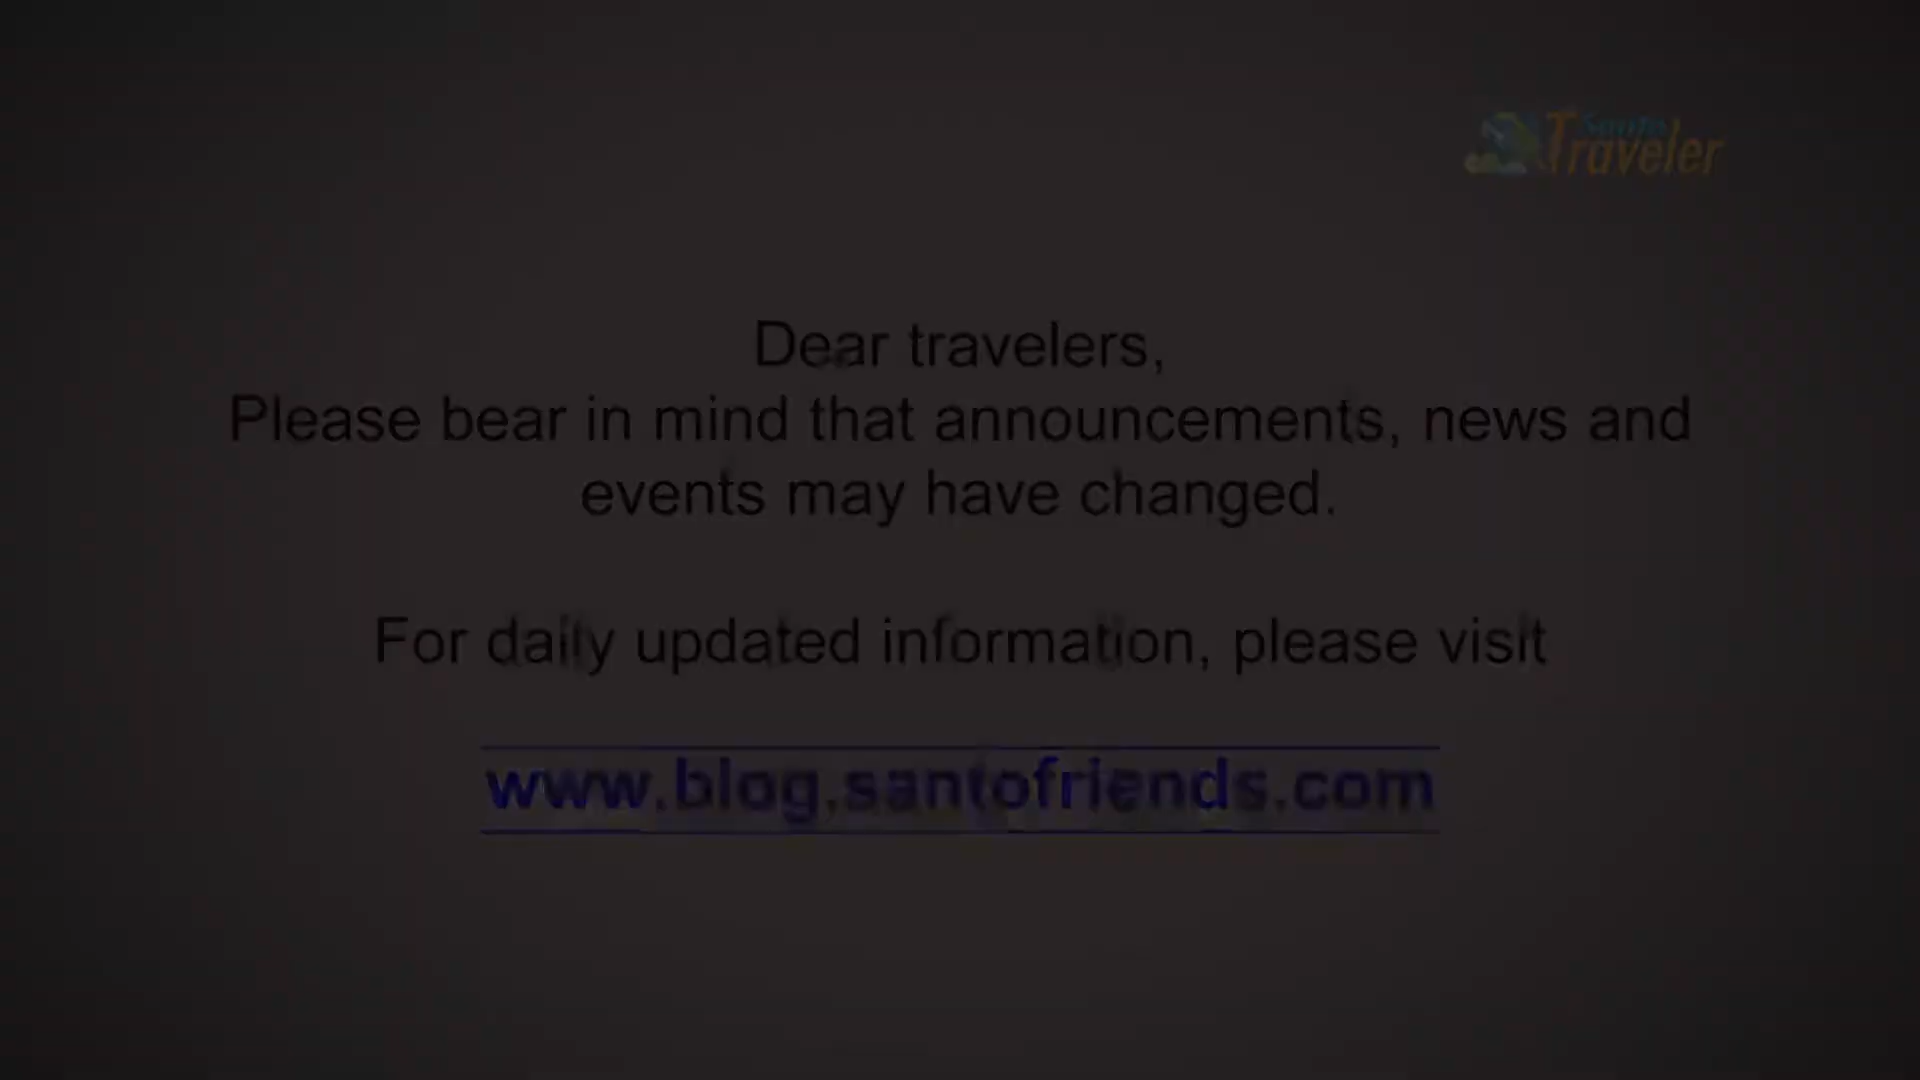 Santo
Traveler
Dear travelers,
Please bear in mind that announcements, news and
events may have changed.
For daily updated information, please visit
www.blog.santofriends.com